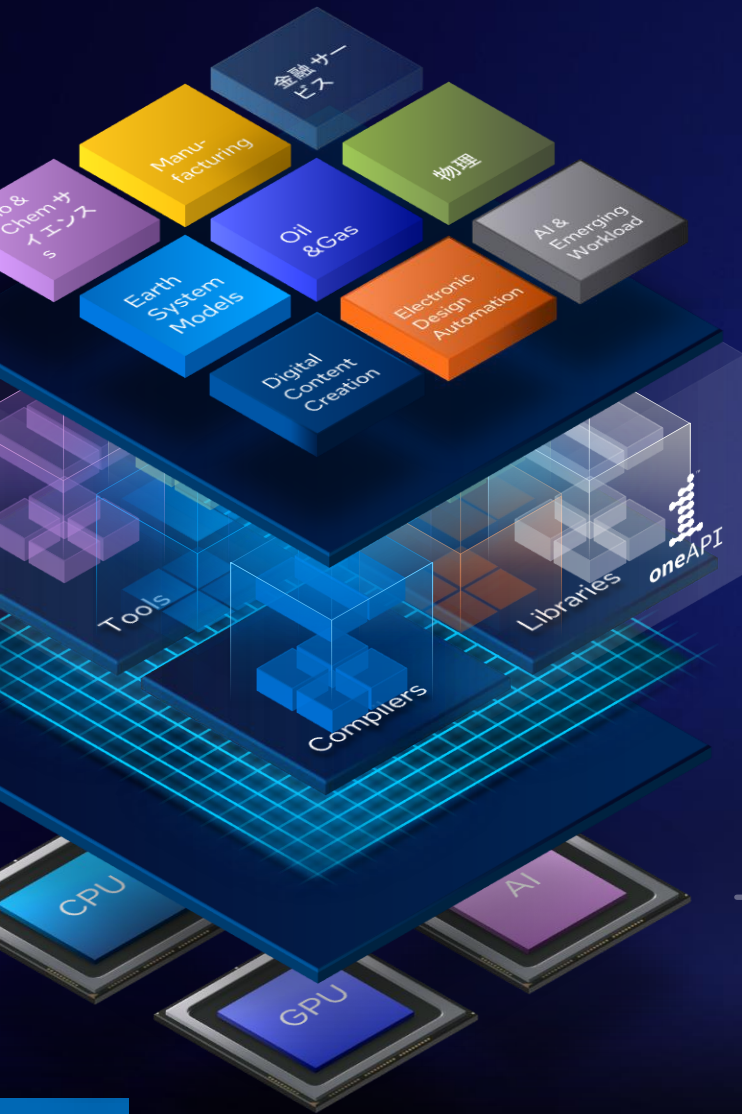 金融サー
ビス
Manu-
facturing
物理
Chem サ
イエンス
s
Oil
&Gas
AI &
Emerging
Workload
Earth
System
Models
Electronic
Design
Automation
Digital
Content
Creation
oneAPI
Tools
Libraries
Compilers
CPU
AI
GPU